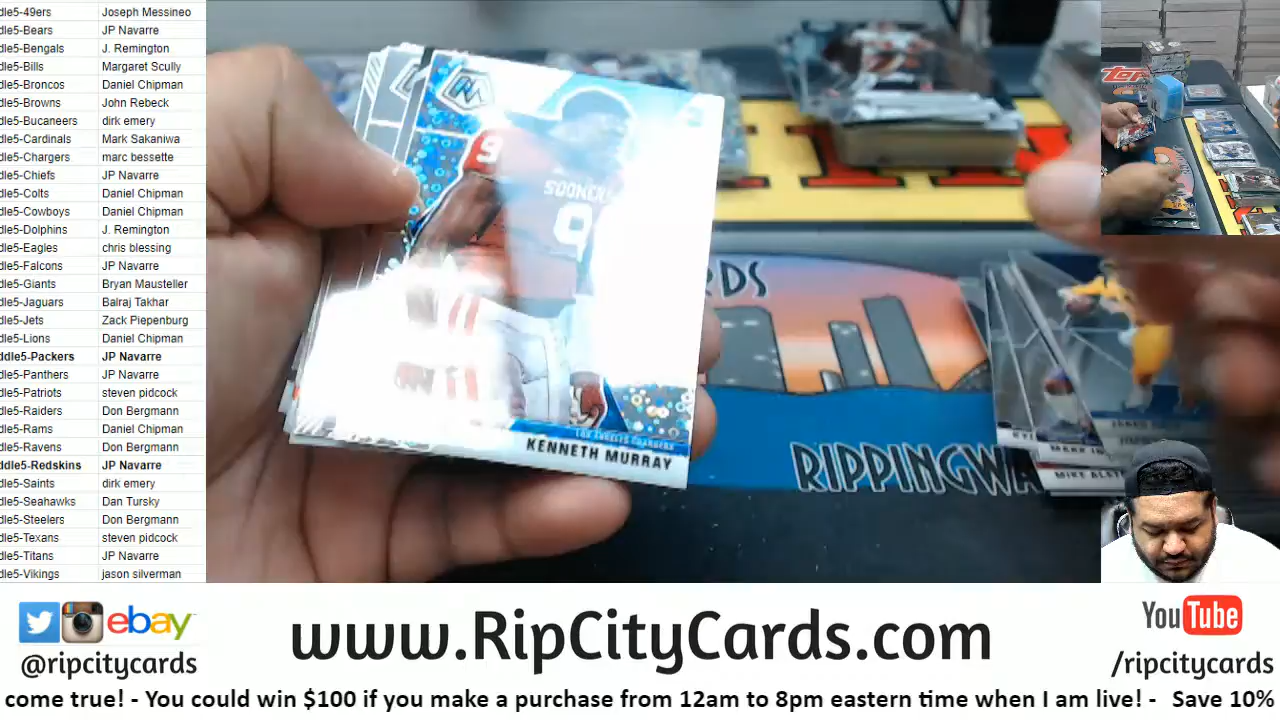 dle5-49ers Joseph Messineo
dle5-Bears JP Navarre
dle5-Bengals J. Remington
dle5-Bills Margaret Scully
dle5-Broncos Daniel Chipman
dle5-Browns John Rebeck
dle5-Bucaneers dirk emery
dle5-Cardinals Mark Sakaniwa
dle5-Chargers marc bessette
dle5-Chiefs JP Navarre
dle5-Colts Daniel Chipman
dle5-Cowboys Daniel Chipman
dle5-Dolphins J. Remington
dle5-Eagles chris blessing
dle5-Falcons JP Navarre
dle5-Giants Bryan Mausteller
dle5-Jaguars Balraj Takhar
dle5-Jets Zack Piepenburg
dle5-Lions Daniel Chipman
ddle5-Packers JP Navarre
dle5-Panthers JP Navarre
dle5-Patriots steven pidcock
dle5-Raiders Don Bergmann
dle5-Rams Daniel Chipman
dle5-Ravens Don Bergmann
ddle5-Redskins JP Navarre
dle5-Saints dirk emery
dle5-Seahawks Dan Tursky
dle5-Steelers Don Bergmann
dle5-Texans steven pidcock
dle5-Titans JP Navarre
dle5-Vikings jason silverman
M
9
SOONERS
9
LOS ANGELES CHARGERS
KENNETH MURRAY
RDS
RIPPINGWA
MIKE ALST
ebay
@ripcitycards
www.RipCityCards.com
YouTube
/ripcitycards
come true! - You could win $100 if you make a purchase from 12am to 8pm eastern time when I am live! - Save 10%